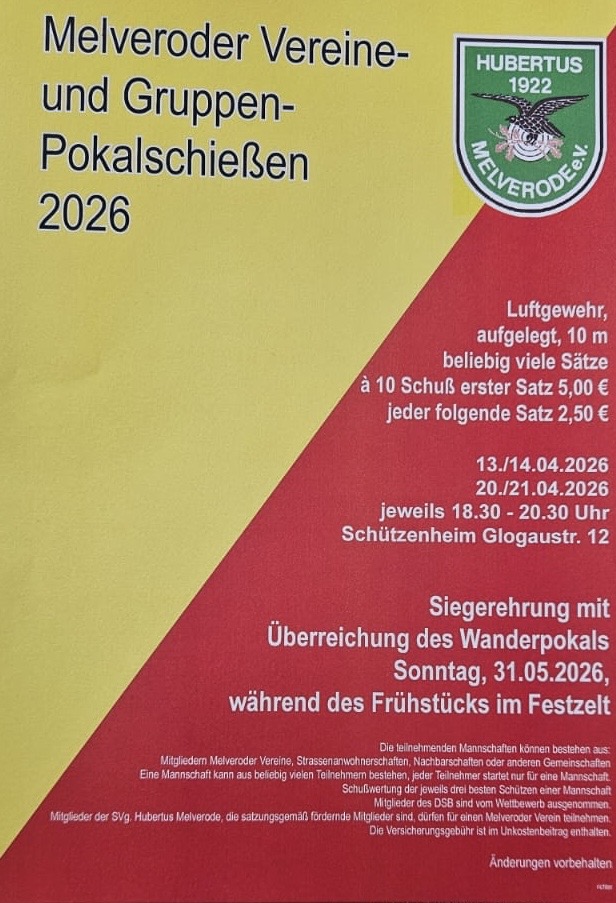 Melveroder Vereine-
und Gruppen-
Pokalschießen
2026
HUBERTUS
1922
MELVERODE e.V.
Luftgewehr,
aufgelegt, 10 m
beliebig viele Sätze
à 10 Schuß erster Satz 5,00 €
jeder folgende Satz 2,50 €
13./14.04.2026
20./21.04.2026
jeweils 18.30 - 20.30 Uhr
Schützenheim Glogaustr. 12
Siegerehrung mit
Überreichung des Wanderpokals
Sonntag, 31.05.2026,
während des Frühstücks im Festzelt
Die teilnehmenden Mannschaften können bestehen aus:
Mitgliedern Melveroder Vereine, Strassenanwohnerschaften, Nachbarschaften oder anderen Gemeinschaften
Eine Mannschaft kann aus beliebig vielen Teilnehmern bestehen, jeder Teilnehmer startet nur für eine Mannschaft.
Schußwertung der jeweils drei besten Schützen einer Mannschaft
Mitglieder des DSB sind vom Wettbewerb ausgenommen.
Mitglieder der SVg. Hubertus Melverode, die satzungsgemäß fördernde Mitglieder sind, dürfen für einen Melveroder Verein teilnehmen.
Die Versicherungsgebühr ist im Unkostenbeitrag enthalten.
Änderungen vorbehalten